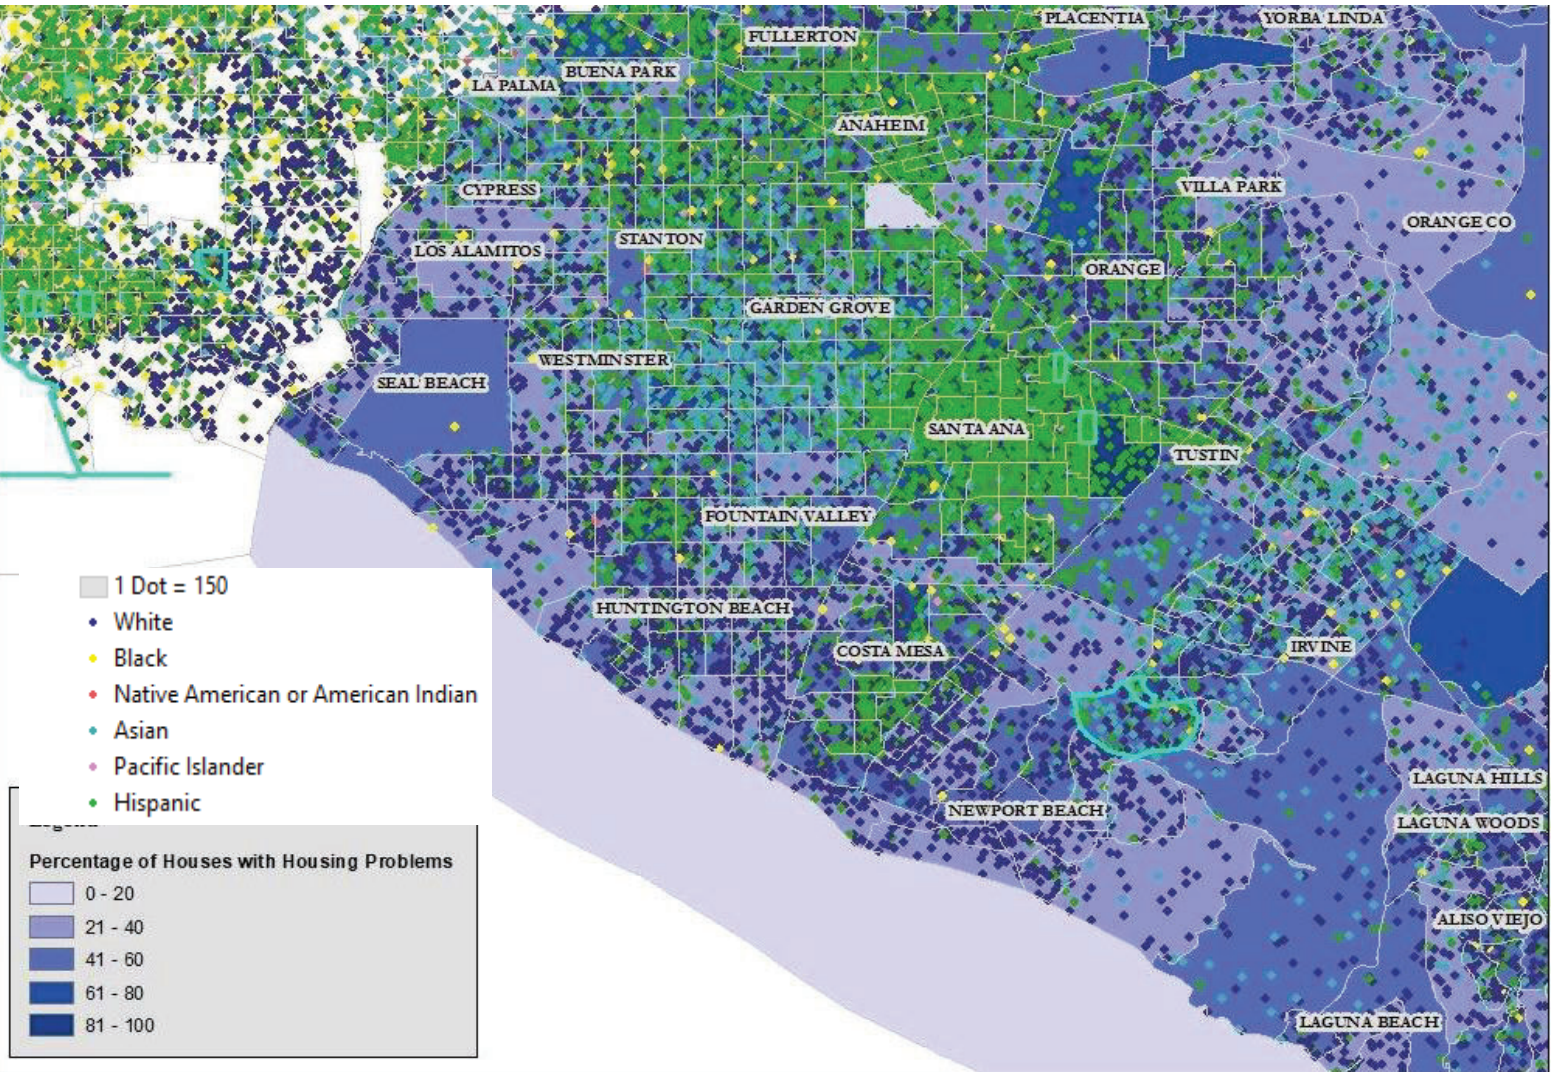 PLACENTIA
YORBA LINDA
FULLERTON
BUENA PARK
LA PALMA
ANAHEIM
CYPRESS
VILLA PARK
ORANGE CO
STANTON
LOS ALAMITOS
ORANGE
GARDEN GROVE
WESTMINSTER
SEAL BEACH
SANTA ANA
TUSTIN
FOUNTAIN VALLEY
HUNTINGTON BEACH
COSTA MESA
IRVINE
LAGUNA HILLS
NEWPORT BEACH
LAGUNA WOODS
ALISO VIEJO
LAGUNA BEACH
1 Dot = 150
White
Black
Native American or American Indian
Asian
Pacific Islander
Hispanic
Percentage of Houses with Housing Problems
0 - 20
21 - 40
41 - 60
61 - 80
81 - 100